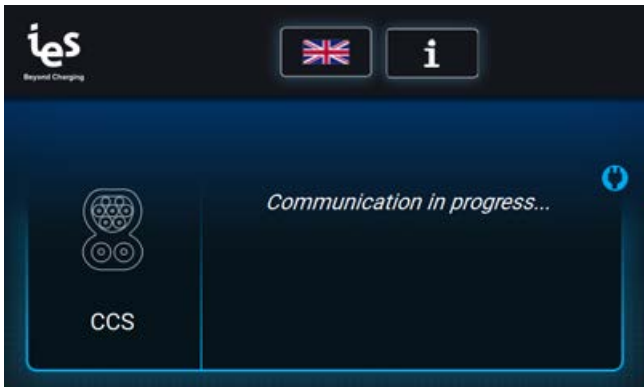 ies
Beyond Charging
i
Communication in progress...
CCS